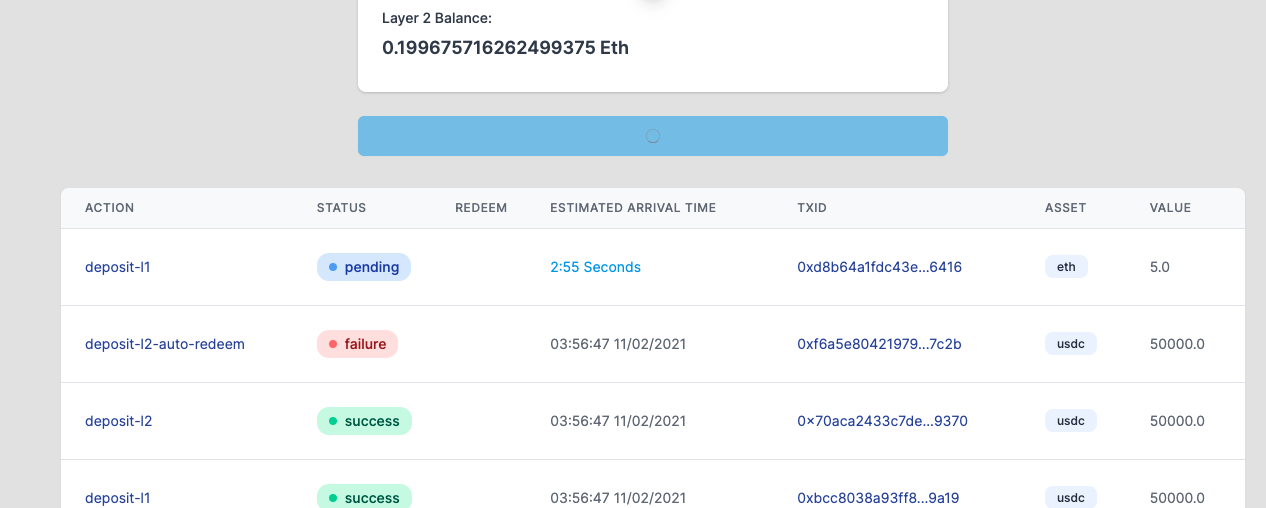 Layer 2 Balance:
0.199675716262499375 Eth
ACTION STATUS REDEEM ESTIMATED ARRIVAL TIME TXID ASSET VALUE
deposit-l1 pending 2:55 Seconds 0xd8b64a1fdc43e...6416 eth 5.0
deposit-l2-auto-redeem failure 03:56:47 11/02/2021 0xf6a5e80421979...7c2b usdc 50000.0
deposit-l2 success 03:56:47 11/02/2021 0x70aca2433c7de...9370 usdc 50000.0
deposit-l1 success 03:56:47 11/02/2021 0xbcc8038a93ff8...9a19 usdc 50000.0